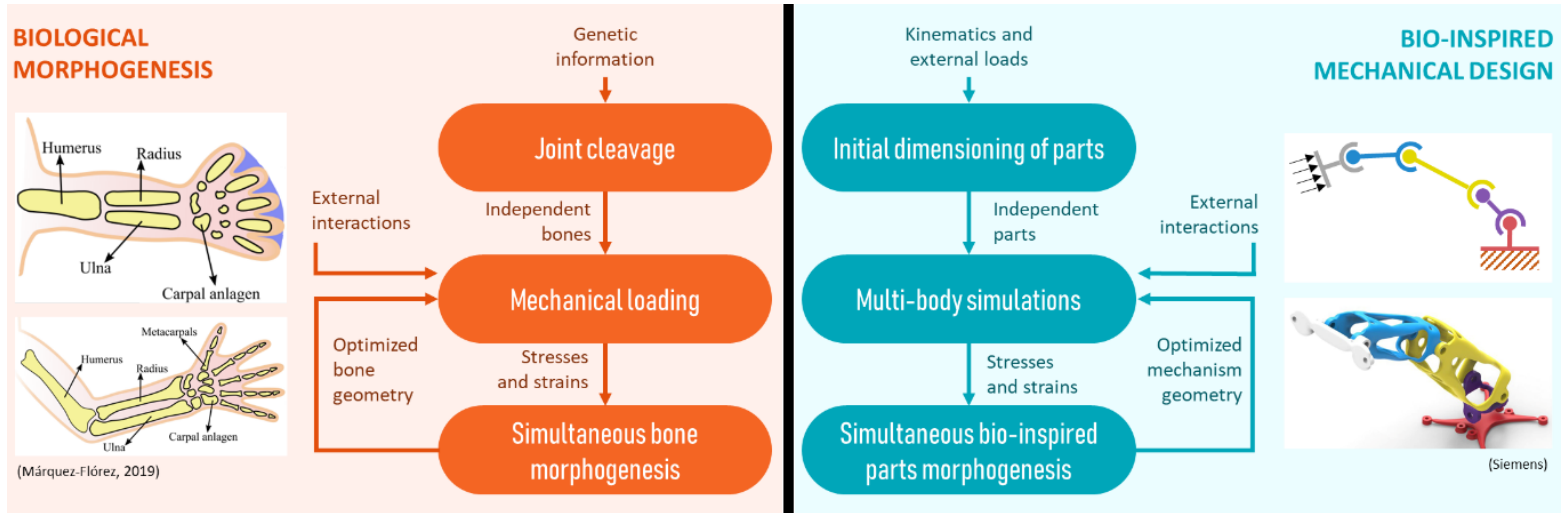 BIOLOGICAL
MORPHOGENESIS
Genetic
information
Joint cleavage
Humerus
Radius
Ulna
Carpal anlagen
External
interactions
Independent
bones
Mechanical loading
Metacarpals
Humerus
Radius
Ulna
Carpal anlagen
Optimized
bone
geometry
Stresses
and strains
Simultaneous bone
morphogenesis
(Márquez-Flórez, 2019)
Kinematics and
external loads
BIO-INSPIRED
MECHANICAL DESIGN
Initial dimensioning of parts
Independent
parts
External
interactions
Multi-body simulations
Stresses
and strains
Optimized
mechanism
geometry
Simultaneous bio-inspired
parts morphogenesis
(Siemens)